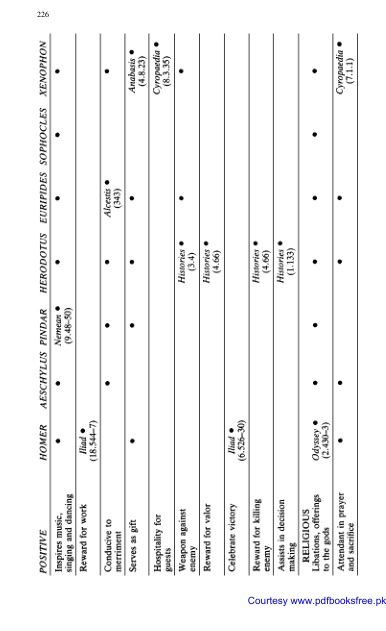 226
POSITIVE HOMER AESCHYLUS PINDAR HERODOTUS EURIPIDES SOPHOCLES XENOPHON
Inspires music, • • Nemean • • • • •
singing and dancing (9.48–50)
Reward for work Iliad •
(18.544–7)
Conducive to • • • Alcestis • •
merriment (343)
Serves as gift • • • • Anabasis •
(4.8.23)
Hospitality for Cyropaedia •
guests (8.3.35)
Weapon against Histories • • •
enemy (3.4)
Reward for valor Histories •
(4.66)
Celebrate victory Iliad •
(6.526–30)
Reward for killing Histories •
enemy (4.66)
Assists in decision Histories •
making (1.133)
RELIGIOUS
Libations, offerings Odyssey • • • • • • •
to the gods (2.430–3)
Attendant in prayer • • • • Cyropaedia •
and sacrifice (7.1.1)
Courtesy www.pdfbooksfree.pk